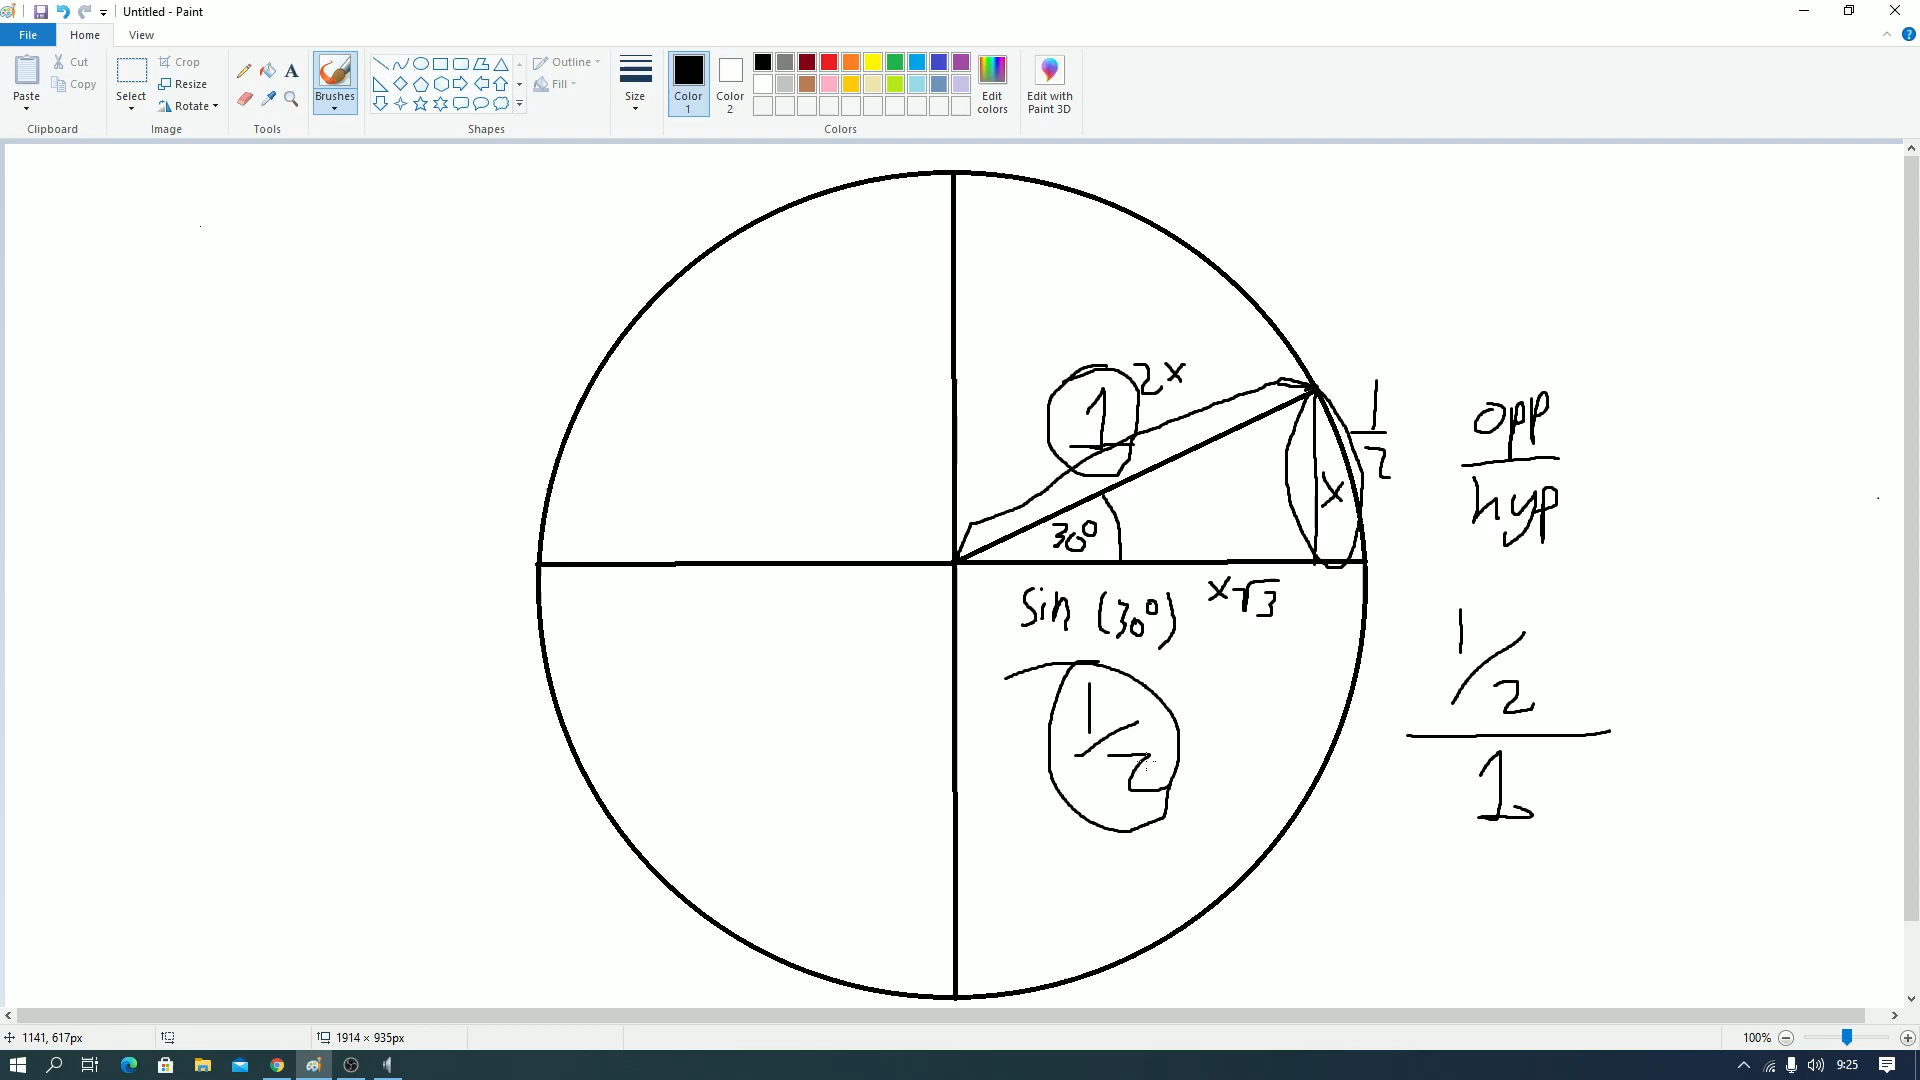 Untitled - Paint
File Home View
Paste
Cut
Copy
Clipboard
Select
Crop
Resize
Rotate
Image
Tools
Brushes
Shapes
Outline
Fill
Size
Color 1
Color 2
Colors
Edit colors
Edit with Paint 3D
1
2x
1
2
x
30°
sin (30°)
x√3
1/2
opp
hyp
1/2
1
1141, 617px
1914 × 935px
100%
9:25